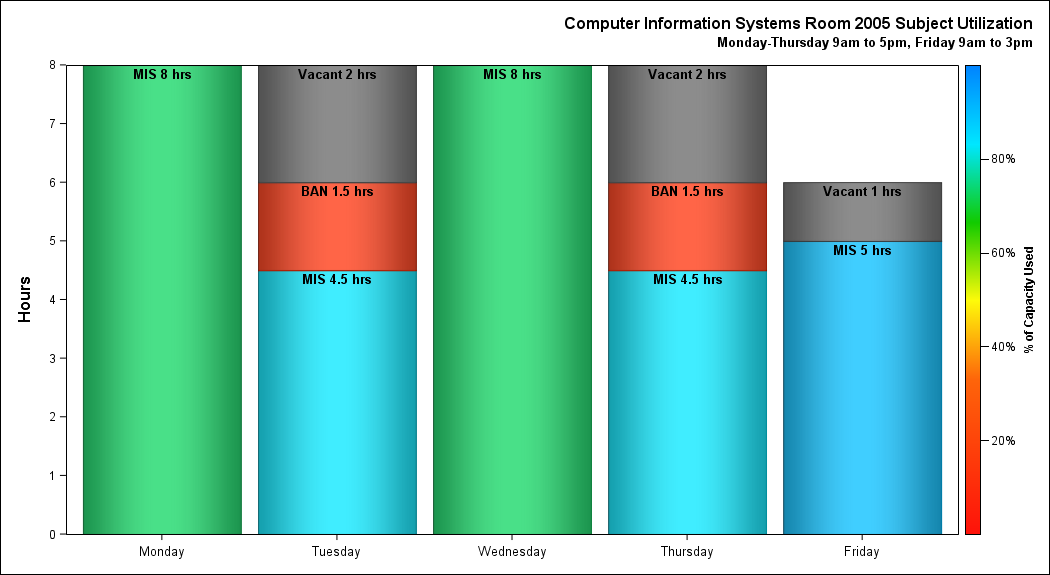 Computer Information Systems Room 2005 Subject Utilization
Monday-Thursday 9am to 5pm, Friday 9am to 3pm
8
7
6
5
4
3
2
1
0
Hours
MIS 8 hrs
Vacant 2 hrs
BAN 1.5 hrs
MIS 4.5 hrs
MIS 8 hrs
Vacant 2 hrs
BAN 1.5 hrs
MIS 4.5 hrs
Vacant 1 hrs
MIS 5 hrs
Monday
Tuesday
Wednesday
Thursday
Friday
80%
60%
40%
20%
% of Capacity Used